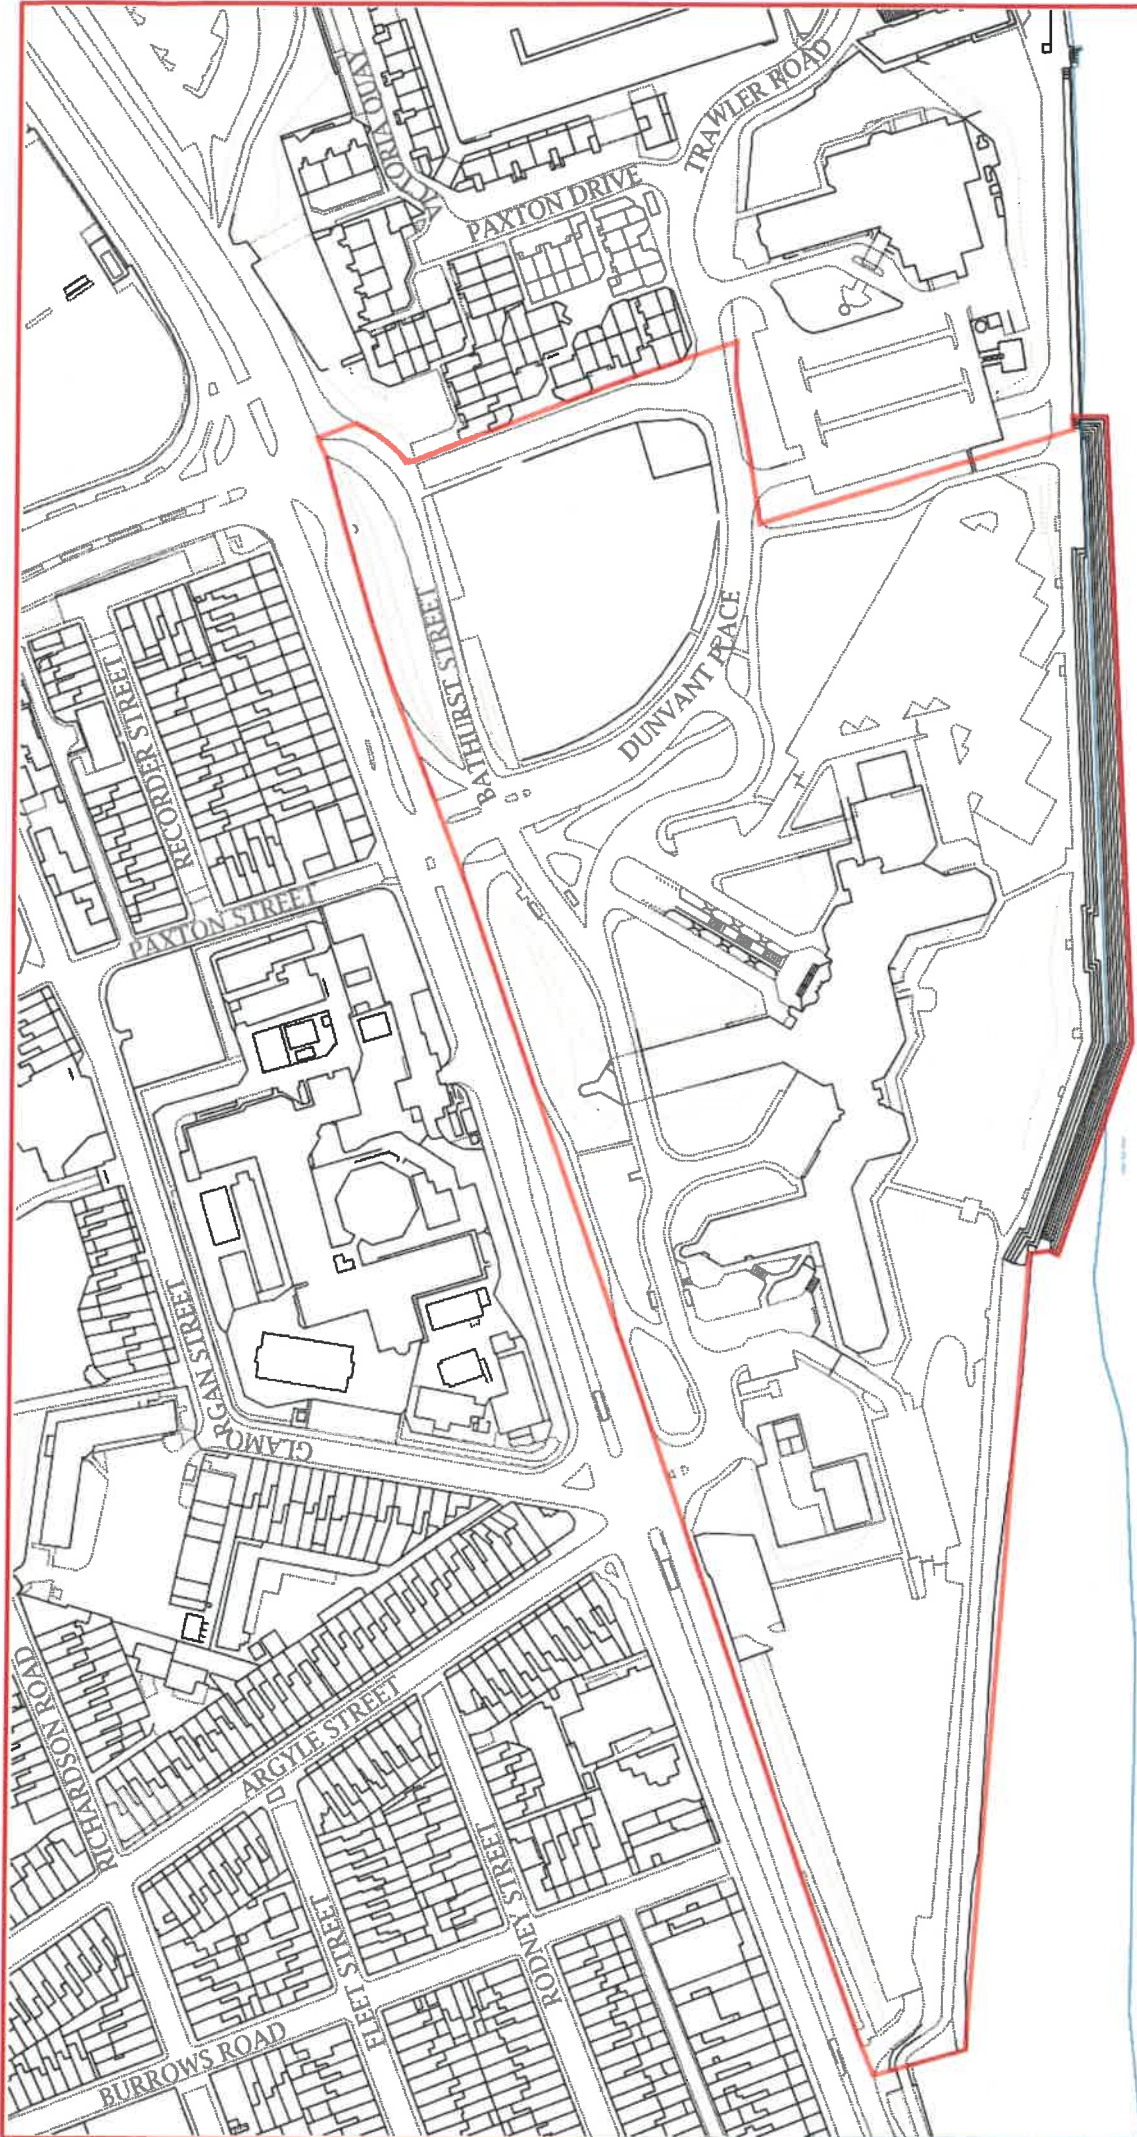 VICTORIA QUAY
TRAWLER ROAD
PAXTON DRIVE
BATHURST STREET
DUNVANT PLACE
RECORDER STREET
PAXTON STREET
GLAMORGAN STREET
RICHARDSON ROAD
ARGYLE STREET
RODNEY STREET
FLEET STREET
BURROWS ROAD